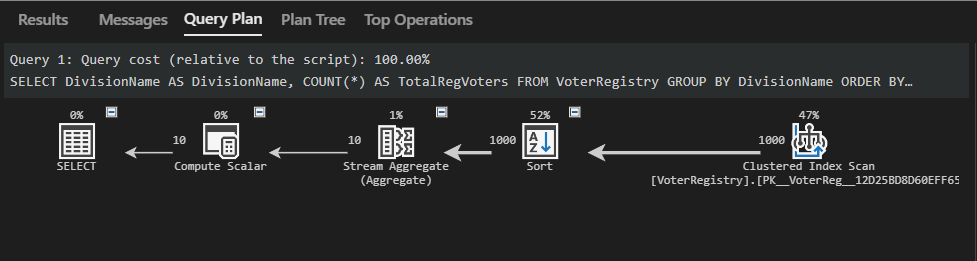 Results Messages Query Plan Plan Tree Top Operations
Query 1: Query cost (relative to the script): 100.00%
SELECT DivisionName AS DivisionName, COUNT(*) AS TotalRegVoters FROM VoterRegistry GROUP BY DivisionName ORDER BY…
0% 0% 1% 52% 47%
10 10 1000 1000
A Z
SELECT Compute Scalar Stream Aggregate Sort Clustered Index Scan
(Aggregate) [VoterRegistry].[PK__VoterReg__12D25BD8D60EFF65